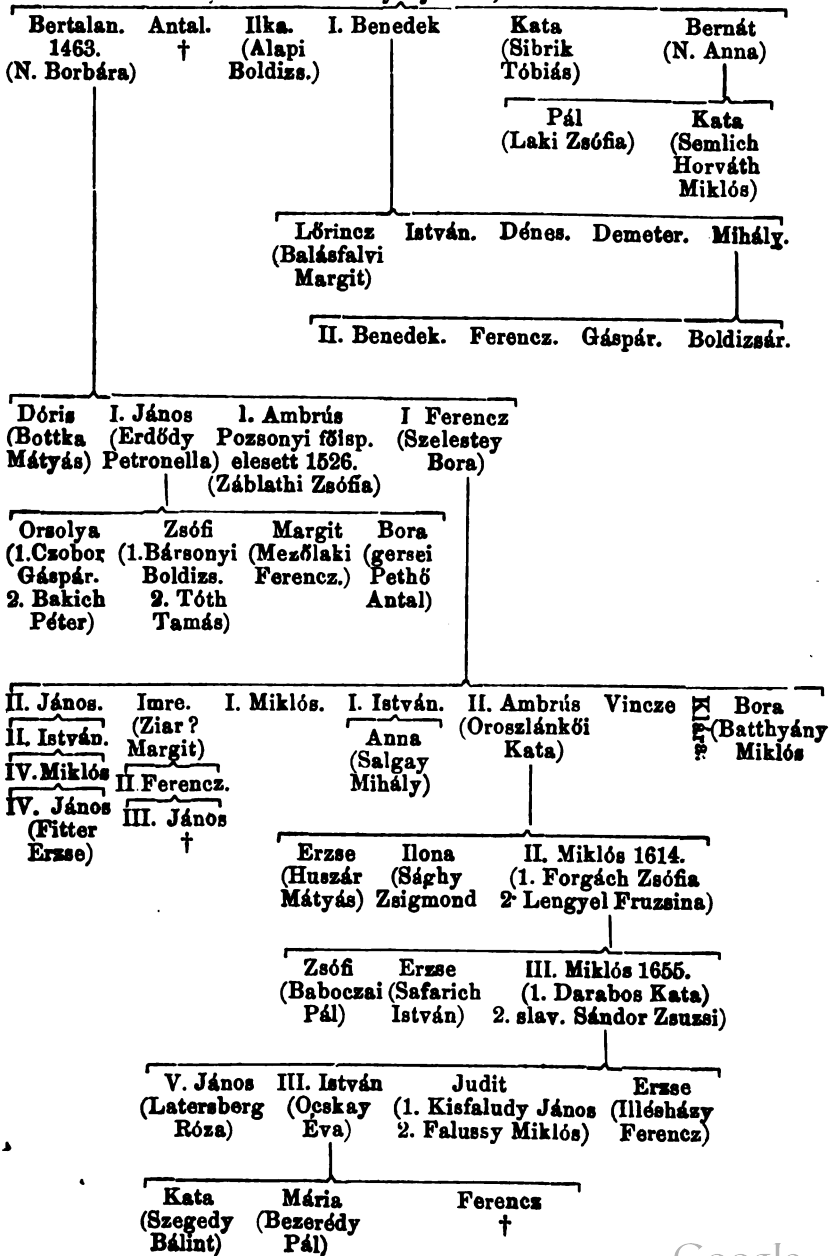 Bertalan. Antal. Ilka. I. Benedek Kata Bernát
1463. † (Alapi (Sibrik (N. Anna)
(N. Borbára) Boldizs.) Tóbiás)
Pál Kata
(Laki Zsófia) (Semlich
Horváth
Miklós)
Lőrincz István. Dénes. Demeter. Mihály.
(Balásfalvi
Margit)
II. Benedek. Ferencz. Gáspár. Boldizsár.
Dóris I. János 1. Ambrús I Ferencz
(Bottka (Erdődy Pozsonyi főisp. (Szelestey
Mátyás) Petronella) elesett 1526. Bora)
(Záblathi Zsófia)
Orsolya Zsófi Margit Bora
(1.Czobor (1.Bársonyi (Mezőlaki (gersei
Gáspár. Boldizs. Ferencz.) Pethő
2. Bakich 2. Tóth Antal)
Péter) Tamás)
II. János. Imre. I. Miklós. I. István. II. Ambrús Vincze Klára. Bora
(Ziar? (Oroszlánkői (Batthyány
II. István. Margit) Anna Kata) Miklós
(Salgay
IV. Miklós II. Ferencz. Mihály)
IV. János III. János
(Fitter †
Erzse)
Erzse Ilona II. Miklós 1614.
(Huszár (Sághy (1. Forgách Zsófia
Mátyás) Zsigmond 2. Lengyel Fruzsina)
Zsófi Erzse III. Miklós 1655.
(Baboczai (Safarich (1. Darabos Kata)
Pál) István) 2. slav. Sándor Zsuzsi)
V. János III. István Judit Erzse
(Latersberg (Ocskay (1. Kisfaludy János (Illésházy
Róza) Éva) 2. Falussy Miklós) Ferencz)
Kata Mária Ferencz
(Szegedy (Bezerédy †
Bálint) Pál)